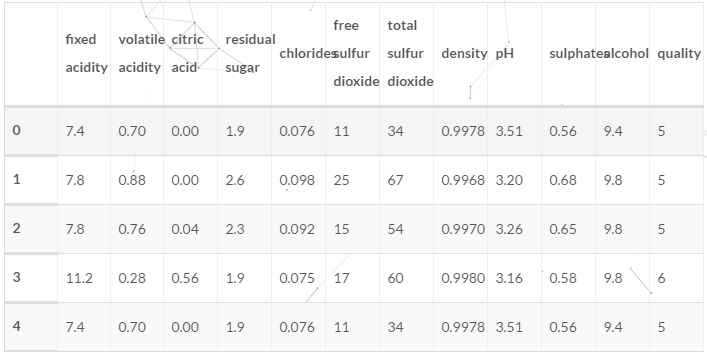 fixed acidity volatile acidity citric acid residual sugar chlorides free sulfur dioxide total sulfur dioxide density pH sulphates alcohol quality
0 7.4 0.70 0.00 1.9 0.076 11 34 0.9978 3.51 0.56 9.4 5
1 7.8 0.88 0.00 2.6 0.098 25 67 0.9968 3.20 0.68 9.8 5
2 7.8 0.76 0.04 2.3 0.092 15 54 0.9970 3.26 0.65 9.8 5
3 11.2 0.28 0.56 1.9 0.075 17 60 0.9980 3.16 0.58 9.8 6
4 7.4 0.70 0.00 1.9 0.076 11 34 0.9978 3.51 0.56 9.4 5